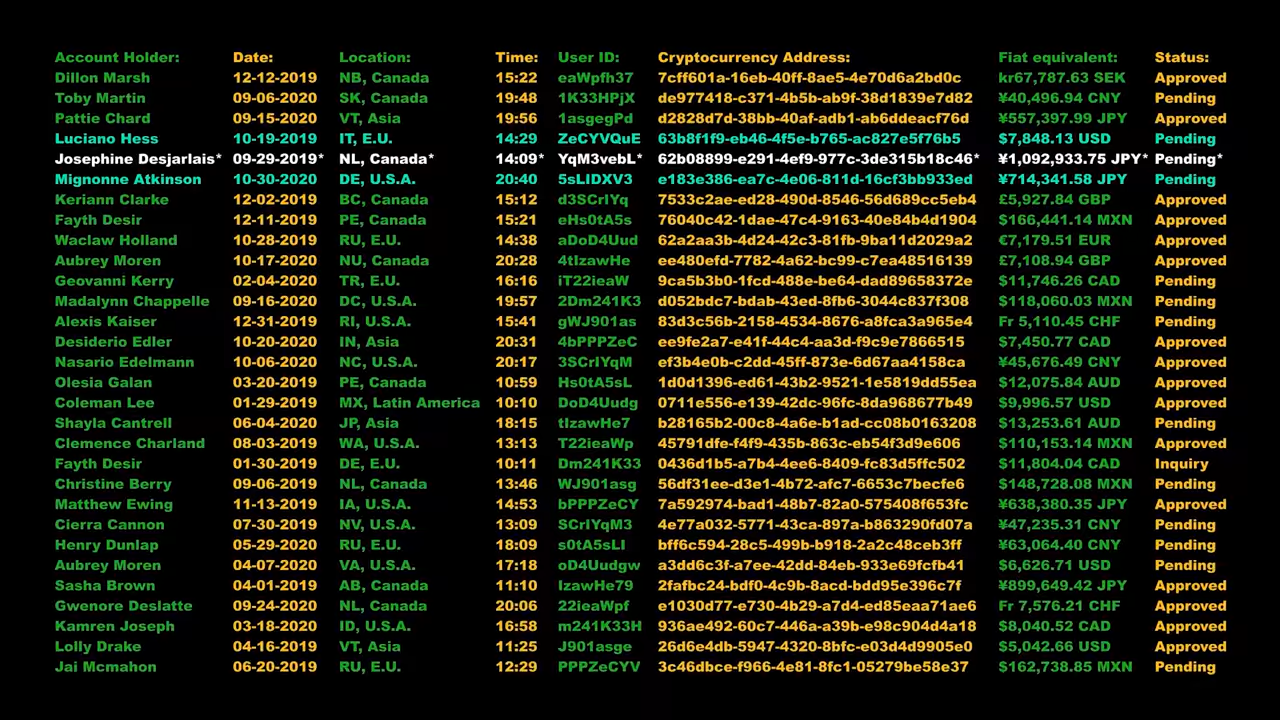 Account Holder: Date: Location: Time: User ID: Cryptocurrency Address: Fiat equivalent: Status:
Dillon Marsh 12-12-2019 NB, Canada 15:22 eaWpfh37 7cff601a-16eb-40ff-8ae5-4e70d6a2bd0c kr67,787.63 SEK Approved
Toby Martin 09-06-2020 SK, Canada 19:48 1K33HPjX de977418-c371-4b5b-ab9f-38d1839e7d82 ¥40,496.94 CNY Pending
Pattie Chard 09-15-2020 VT, Asia 19:56 1asgegPd d2828d7d-38bb-40af-adb1-ab6ddeacf76d ¥557,397.99 JPY Approved
Luciano Hess 10-19-2019 IT, E.U. 14:29 ZeCYVQuE 63b8f1f9-eb46-4f5e-b765-ac827e5f76b5 $7,848.13 USD Pending
Josephine Desjarlais* 09-29-2019* NL, Canada* 14:09* YqM3vebL* 62b08899-e291-4ef9-977c-3de315b18c46* ¥1,092,933.75 JPY* Pending*
Mignonne Atkinson 10-30-2020 DE, U.S.A. 20:40 5sLIDXV3 e183e386-ea7c-4e06-811d-16cf3bb933ed ¥714,341.58 JPY Pending
Keriann Clarke 12-02-2019 BC, Canada 15:12 d3SCrIYq 7533c2ae-ed28-490d-8546-56d689cc5eb4 £5,927.84 GBP Approved
Fayth Desir 12-11-2019 PE, Canada 15:21 eHs0tA5s 76040c42-1dae-47c4-9163-40e84b4d1904 $166,441.14 MXN Approved
Waclaw Holland 10-28-2019 RU, E.U. 14:38 aDoD4Uud 62a2aa3b-4d24-42c3-81fb-9ba11d2029a2 €7,179.51 EUR Approved
Aubrey Moren 10-17-2020 NU, Canada 20:28 4tIzawHe ee480efd-7782-4a62-bc99-c7ea48516139 £7,108.94 GBP Approved
Geovanni Kerry 02-04-2020 TR, E.U. 16:16 iT22ieaW 9ca5b3b0-1fcd-488e-be64-dad89658372e $11,746.26 CAD Pending
Madalynn Chappelle 09-16-2020 DC, U.S.A. 19:57 2Dm241K3 d052bdc7-bdab-43ed-8fb6-3044c837f308 $118,060.03 MXN Pending
Alexis Kaiser 12-31-2019 RI, U.S.A. 15:41 gWJ901as 83d3c56b-2158-4534-8676-a8fca3a965e4 Fr 5,110.45 CHF Pending
Desiderio Edler 10-20-2020 IN, Asia 20:31 4bPPPZeC ee9fe2a7-e41f-44c4-aa3d-f9c9e7866515 $7,450.77 CAD Pending
Nasario Edelmann 10-06-2020 NC, U.S.A. 20:17 3SCrIYqM ef3b4e0b-c2dd-45ff-873e-6d67aa4158ca ¥45,676.49 CNY Approved
Olesia Galan 03-20-2019 PE, Canada 10:59 Hs0tA5sL 1d0d1396-ed61-43b2-9521-1e5819dd55ea $12,075.84 AUD Pending
Coleman Lee 01-29-2019 MX, Latin America 10:10 DoD4Uudg 0711e556-e139-42dc-96fc-8da968677b49 $9,996.57 USD Approved
Shayla Cantrell 06-04-2020 JP, Asia 18:15 tIzawHe7 b28165b2-00c8-4a6e-b1ad-cc08b0163208 $13,253.61 AUD Pending
Clemence Charland 08-03-2019 WA, U.S.A. 13:13 T22ieaWp 45791dfe-f4f9-435b-863c-eb54f3d9e606 $110,153.14 MXN Approved
Fayth Desir 01-30-2019 DE, E.U. 10:11 Dm241K33 0436d1b5-a7b4-4ee6-8409-fc83d5ffc502 $11,804.04 CAD Inquiry
Christine Berry 09-06-2019 NL, Canada 13:46 WJ901asg 56df31ee-d3e1-4b72-afc7-6653c7becfe6 $148,728.08 MXN Pending
Matthew Ewing 11-13-2019 IA, U.S.A. 14:53 bPPPZeCY 7a592974-bad1-48b7-82a0-575408f653fc ¥638,380.35 JPY Approved
Cierra Cannon 07-30-2019 NV, U.S.A. 13:09 SCrIYqM3 4e77a032-5771-43ca-897a-b863290fd07a ¥47,235.31 CNY Pending
Henry Dunlap 05-29-2020 RU, E.U. 18:09 s0tA5sLI bff6c594-28c5-499b-b918-2a2c48ceb3ff ¥63,064.40 CNY Pending
Aubrey Moren 04-07-2020 VA, U.S.A. 17:18 oD4Uudgw a3dd6c3f-a7ee-42dd-84eb-933e69fcfb41 $6,626.71 USD Pending
Sasha Brown 04-01-2019 AB, Canada 11:10 IzawHe79 2fafbc24-bdf0-4c9b-8acd-bdd95e396c7f ¥899,649.42 JPY Approved
Gwenore Deslatte 09-24-2020 NL, Canada 20:06 22ieaWpf e1030d77-e730-4b29-a7d4-ed85eaa71ae6 Fr 7,576.21 CHF Approved
Kamren Joseph 03-18-2020 ID, U.S.A. 16:58 m241K33H 936ae492-60c7-446a-a39b-e98c904d4a18 $8,040.52 CAD Approved
Lolly Drake 04-16-2019 VT, Asia 11:25 J901asge 26d6e4db-5947-4320-8bfc-e03d4d9905e0 $5,042.66 USD Approved
Jai Mcmahon 06-20-2019 RU, E.U. 12:29 PPPZeCYV 3c46dbce-f966-4e81-8fc1-05279be58e37 $162,738.85 MXN Pending